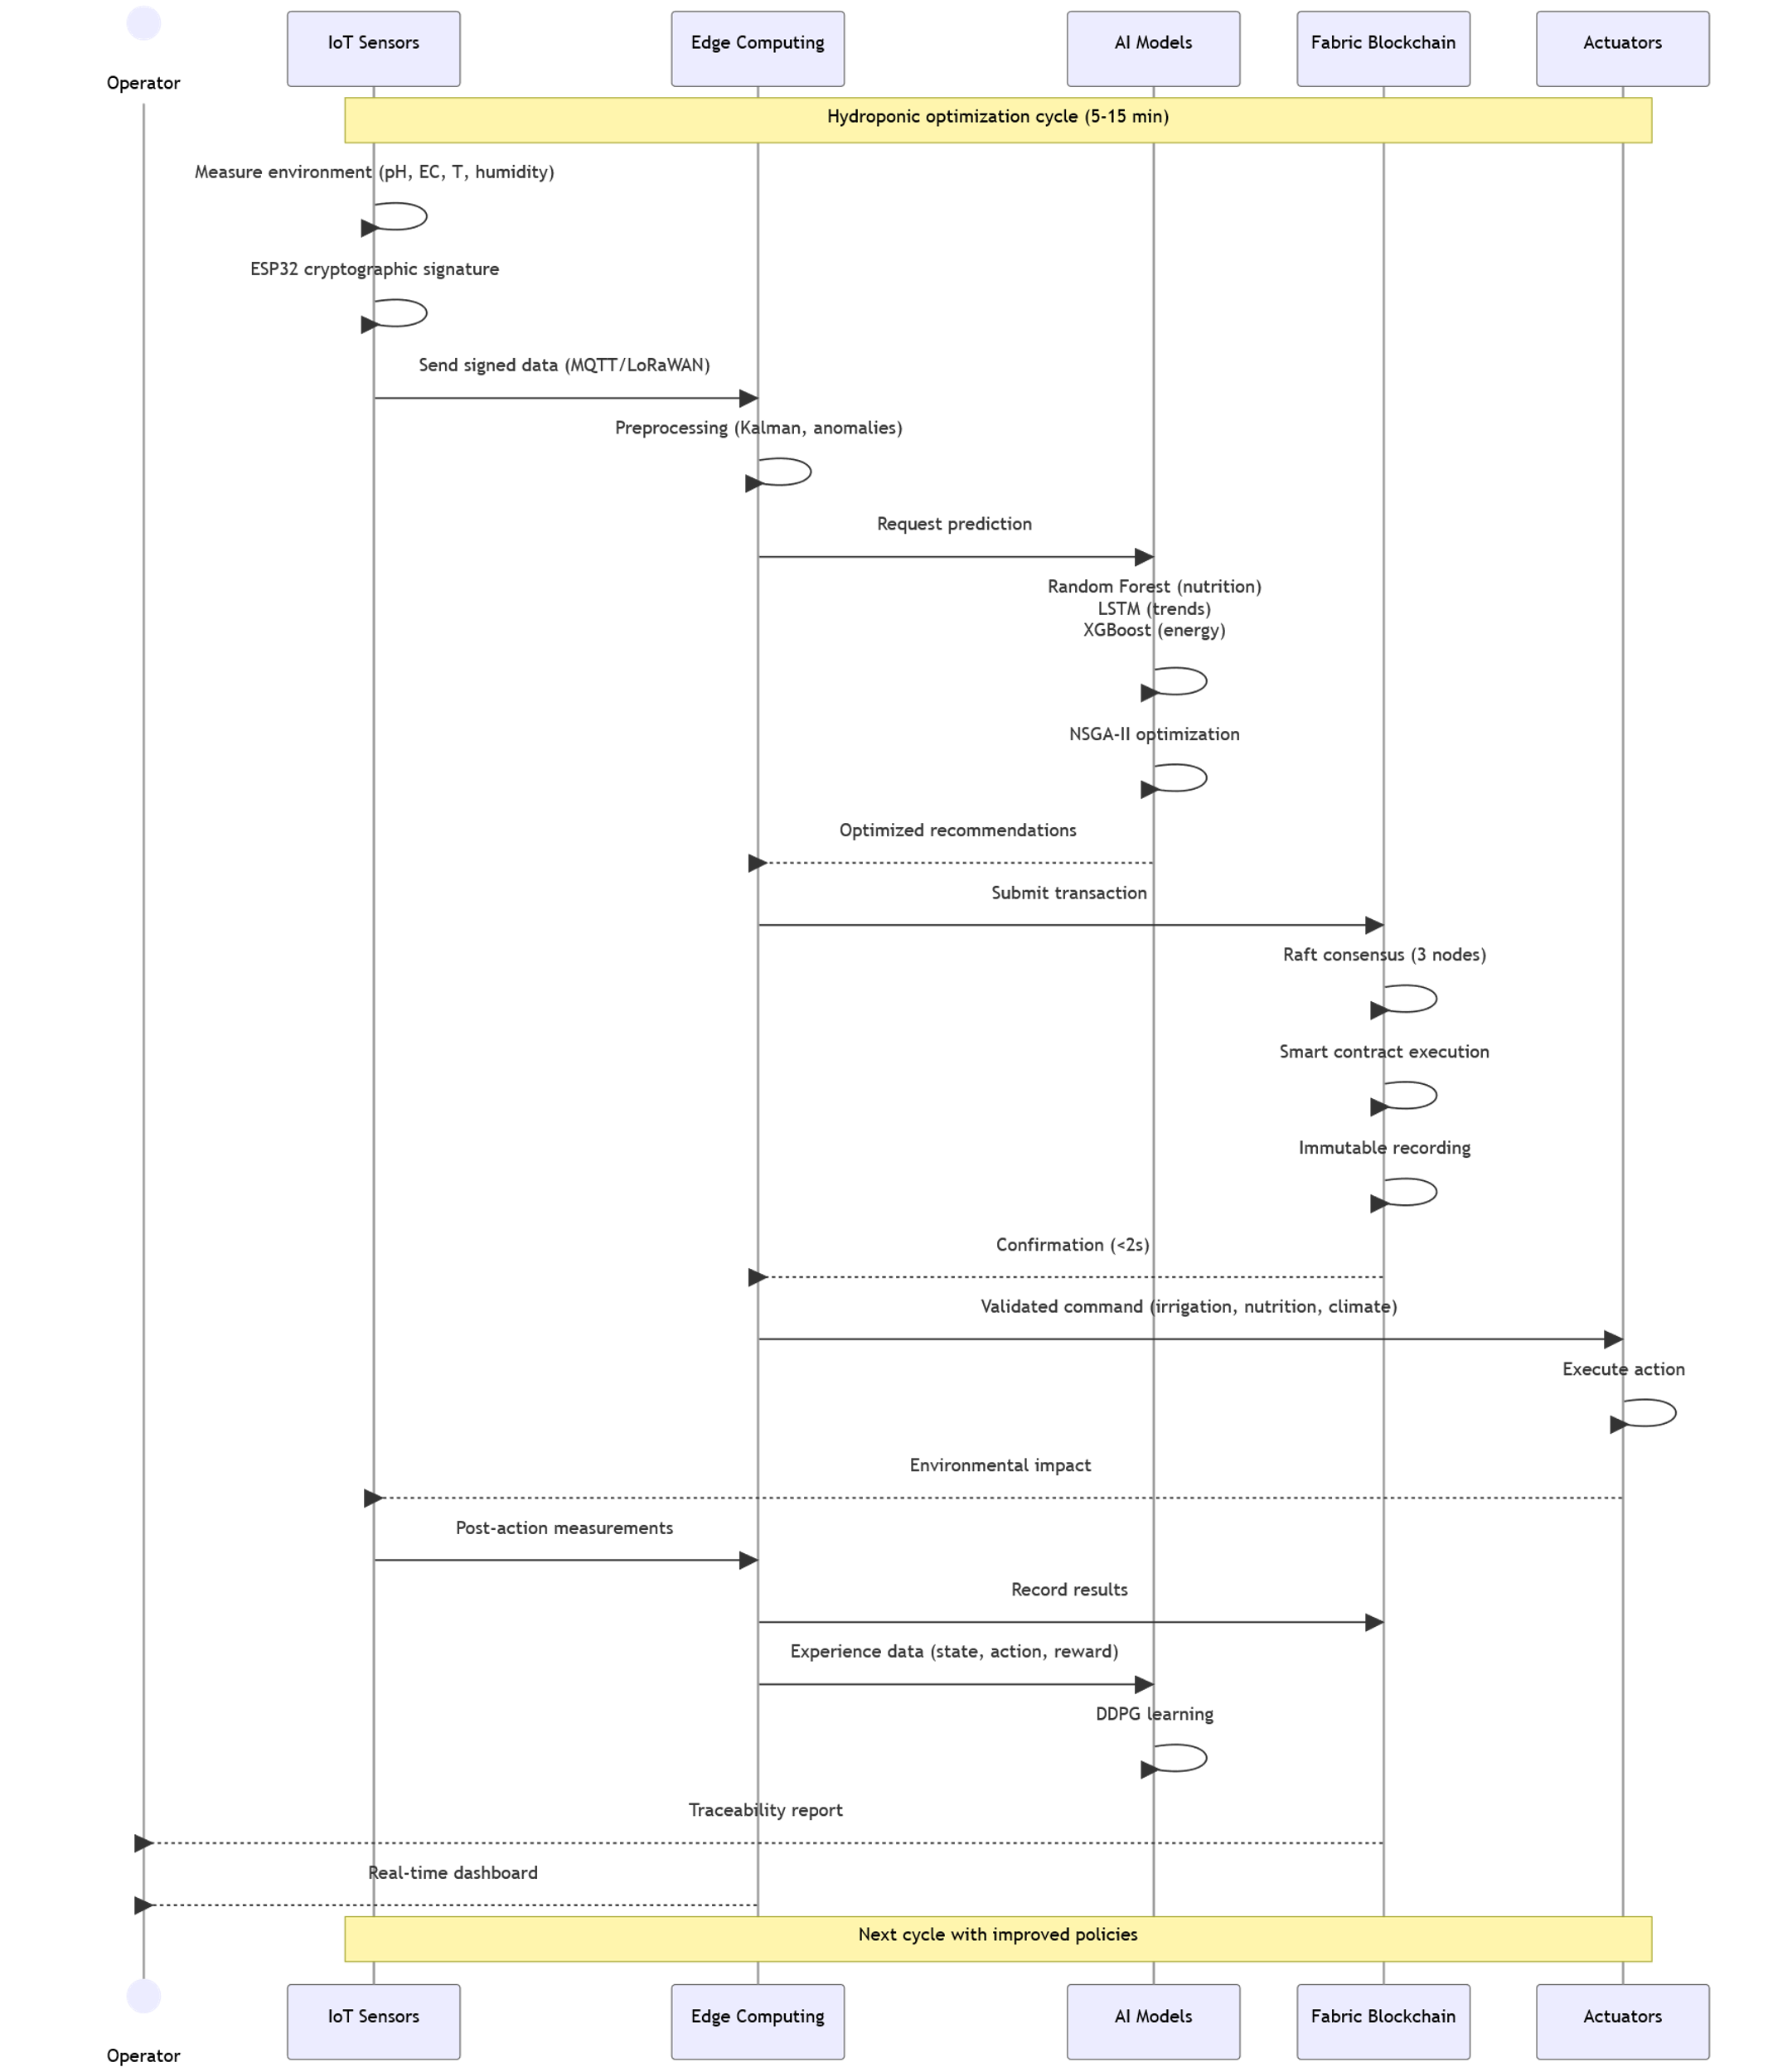 Operator
IoT Sensors
Edge Computing
AI Models
Fabric Blockchain
Actuators
Hydroponic optimization cycle (5-15 min)
Measure environment (pH, EC, T, humidity)
ESP32 cryptographic signature
Send signed data (MQTT/LoRaWAN)
Preprocessing (Kalman, anomalies)
Request prediction
Random Forest (nutrition)
LSTM (trends)
XGBoost (energy)
NSGA-II optimization
Optimized recommendations
Submit transaction
Raft consensus (3 nodes)
Smart contract execution
Immutable recording
Confirmation (<2s)
Validated command (irrigation, nutrition, climate)
Execute action
Environmental impact
Post-action measurements
Record results
Experience data (state, action, reward)
DDPG learning
Traceability report
Real-time dashboard
Next cycle with improved policies
IoT Sensors
Edge Computing
AI Models
Fabric Blockchain
Actuators
Operator